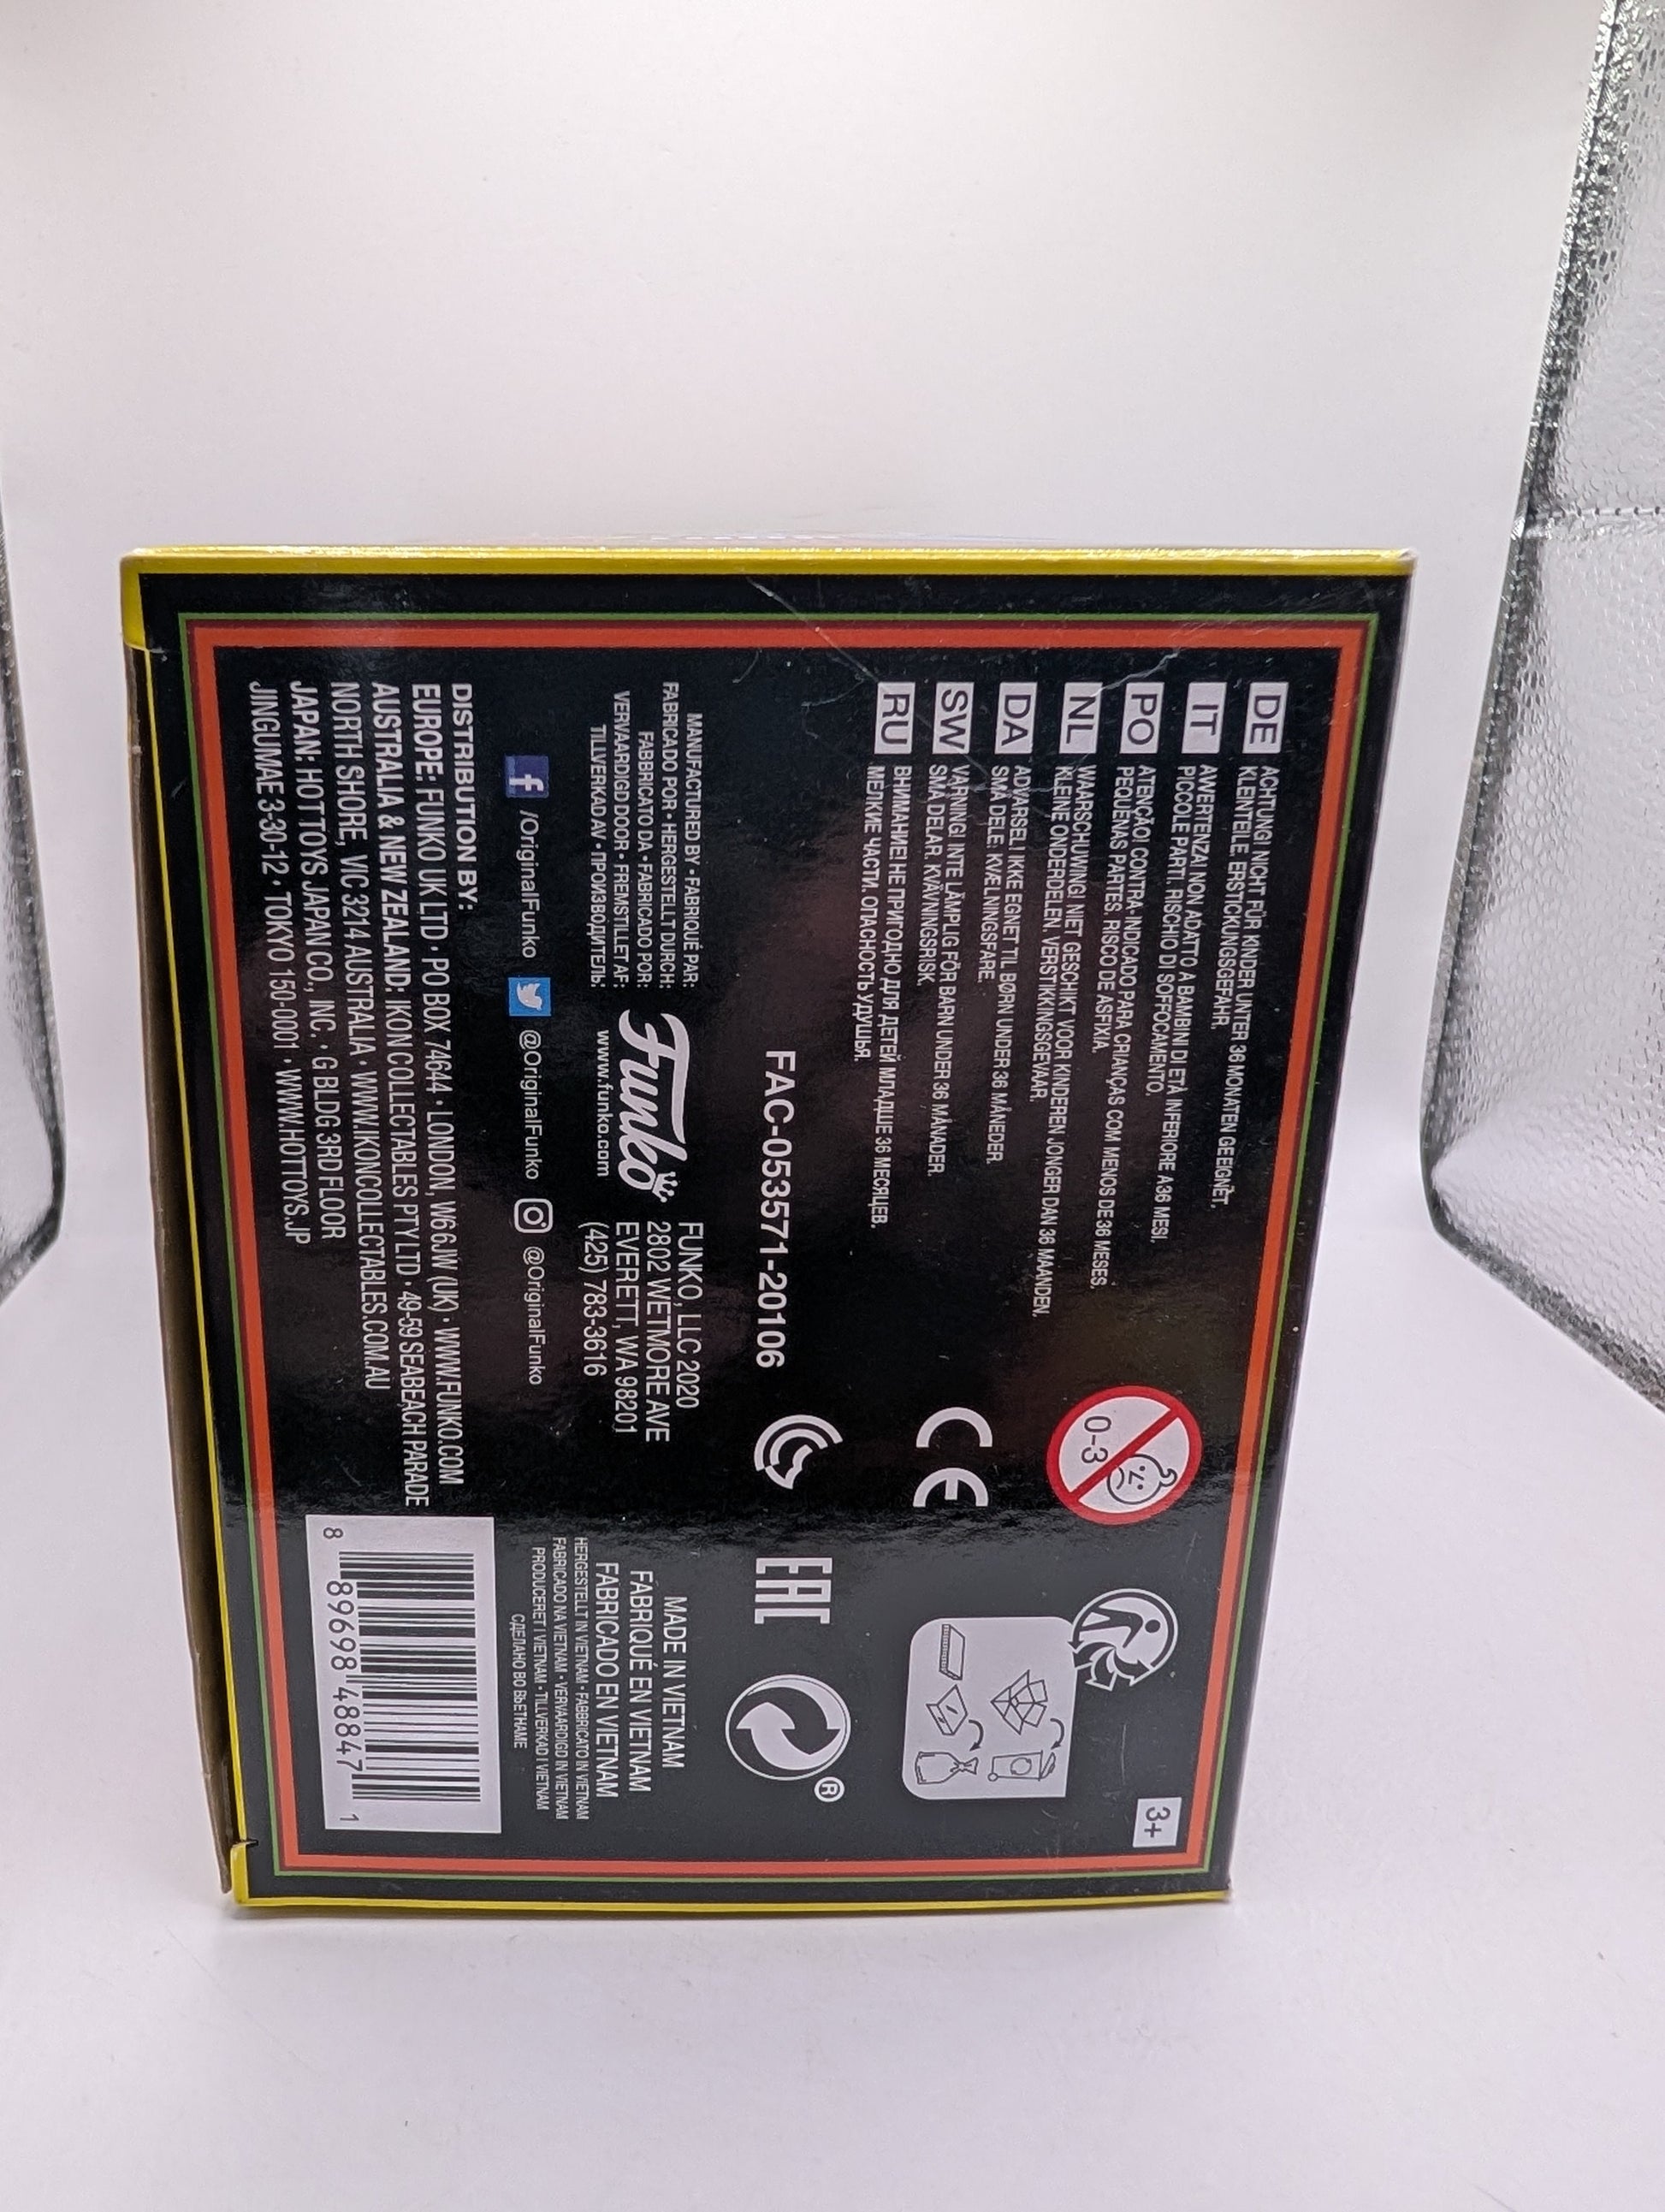 DE ACHTUNG! NICHT FÜR KINDER UNTER 36 MONATEN GEEIGNET.
KLEINTEILE. ERSTICKUNGSGEFAHR.
IT AVVERTENZA! NON ADATTO A BAMBINI DI ETÀ INFERIORE A 36 MESI.
PICCOLE PARTI. RISCHIO DI SOFFOCAMENTO.
PO ATENÇÃO! CONTRA-INDICADO PARA CRIANÇAS COM MENOS DE 36 MESES.
PEQUENAS PARTES. RISCO DE ASFIXIA.
NL WAARSCHUWING! NIET GESCHIKT VOOR KINDEREN JONGER DAN 36 MAANDEN.
KLEINE ONDERDELEN. VERSTIKKINGSGEVAAR.
DA ADVARSEL! IKKE EGNET TIL BØRN UNDER 36 MÅNEDER.
SMÅ DELE. KVÆLNINGSFARE.
SW VARNING! INTE LÄMPLIG FÖR BARN UNDER 36 MÅNADER.
SMÅ DELAR. KVÄVNINGSRISK.
RU ВНИМАНИЕ! НЕ ПРИГОДНО ДЛЯ ДЕТЕЙ МЛАДШЕ 36 МЕСЯЦЕВ.
МЕЛКИЕ ЧАСТИ. ОПАСНОСТЬ УДУШЬЯ.
3+
0-3
CE
FAC-053571-20106
EAC
®
MANUFACTURED BY • FABRIQUÉ PAR:
FABRICADO POR • HERGESTELLT DURCH:
FABBRICATO DA • FABRICADO POR:
VERVAARDIGD DOOR • FREMSTILLET AF:
TILLVERKAD AV • ПРОИЗВОДИТЕЛЬ:
Funko
www.funko.com
FUNKO, LLC 2020
2802 WETMORE AVE
EVERETT, WA 98201
(425) 783-3616
MADE IN VIETNAM
FABRIQUÉ EN VIETNAM
FABRICADO EN VIETNAM
HERGESTELLT IN VIETNAM • FABBRICATO IN VIETNAM
FABRICADO NA VIETNAM • VERVAARDIGD IN VIETNAM
PRODUCERET I VIETNAM • TILLVERKAD I VIETNAM
СДЕЛАНО ВО ВЬЕТНАМЕ
f /OriginalFunko @OriginalFunko @OriginalFunko
DISTRIBUTION BY:
EUROPE: FUNKO UK LTD • PO BOX 74644 • LONDON, W6 6JW (UK) • WWW.FUNKO.COM
AUSTRALIA & NEW ZEALAND: IKON COLLECTABLES PTY LTD • 49-59 SEABEACH PARADE
NORTH SHORE, VIC 3214 AUSTRALIA • WWW.IKONCOLLECTABLES.COM.AU
JAPAN: HOT TOYS JAPAN CO., INC. • G BLDG 3RD FLOOR
JINGUMAE 3-30-12 • TOKYO 150-0001 • WWW.HOTTOYS.JP
8 89698 48847 1